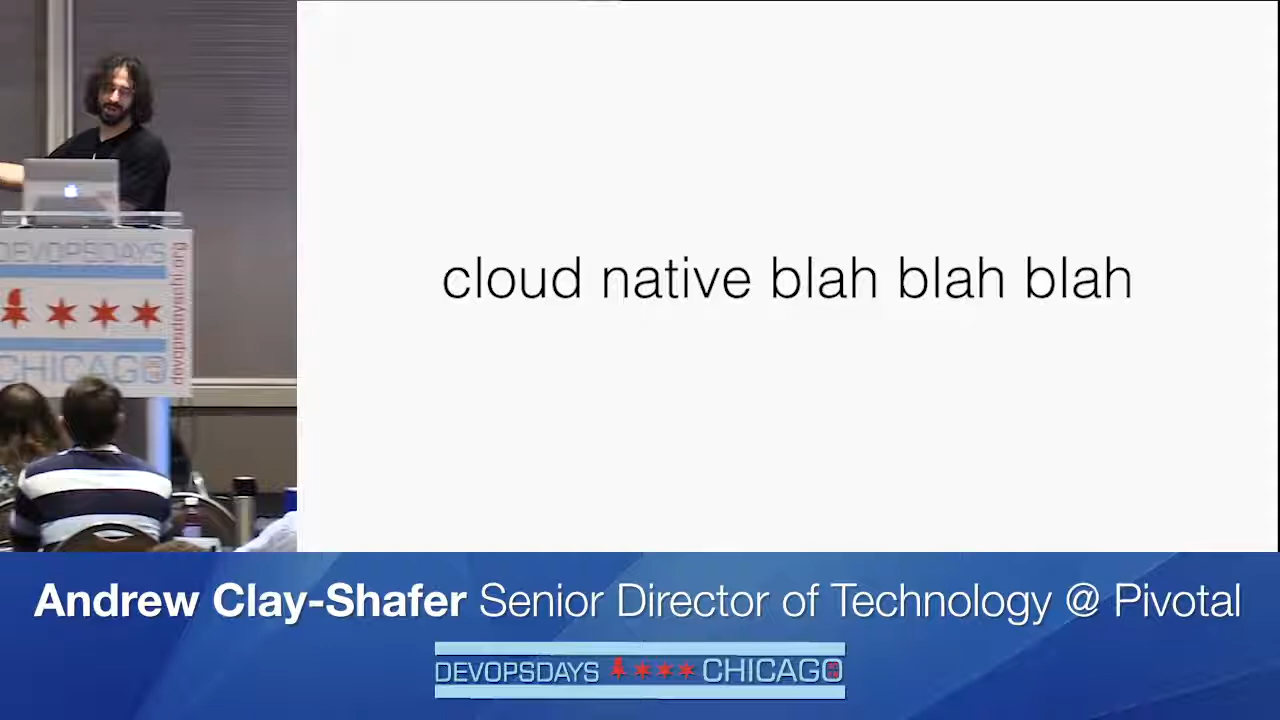 DEVOPSDAYS
CHICAGO
devopsdayschi.org
cloud native blah blah blah
Andrew Clay-Shafer Senior Director of Technology @ Pivotal
DEVOPSDAYS CHICAGO